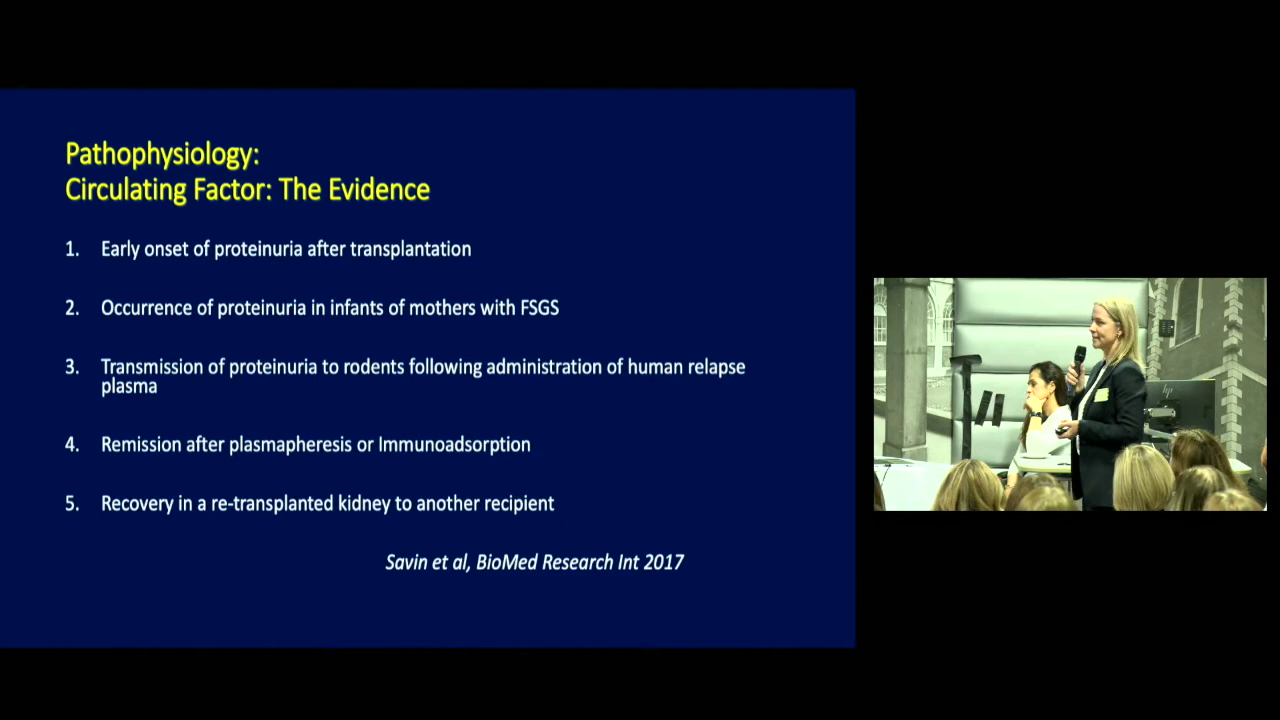 Pathophysiology:
Circulating Factor: The Evidence
1. Early onset of proteinuria after transplantation
2. Occurrence of proteinuria in infants of mothers with FSGS
3. Transmission of proteinuria to rodents following administration of human relapse
plasma
4. Remission after plasmapheresis or Immunoadsorption
5. Recovery in a re-transplanted kidney to another recipient
Savin et al, BioMed Research Int 2017